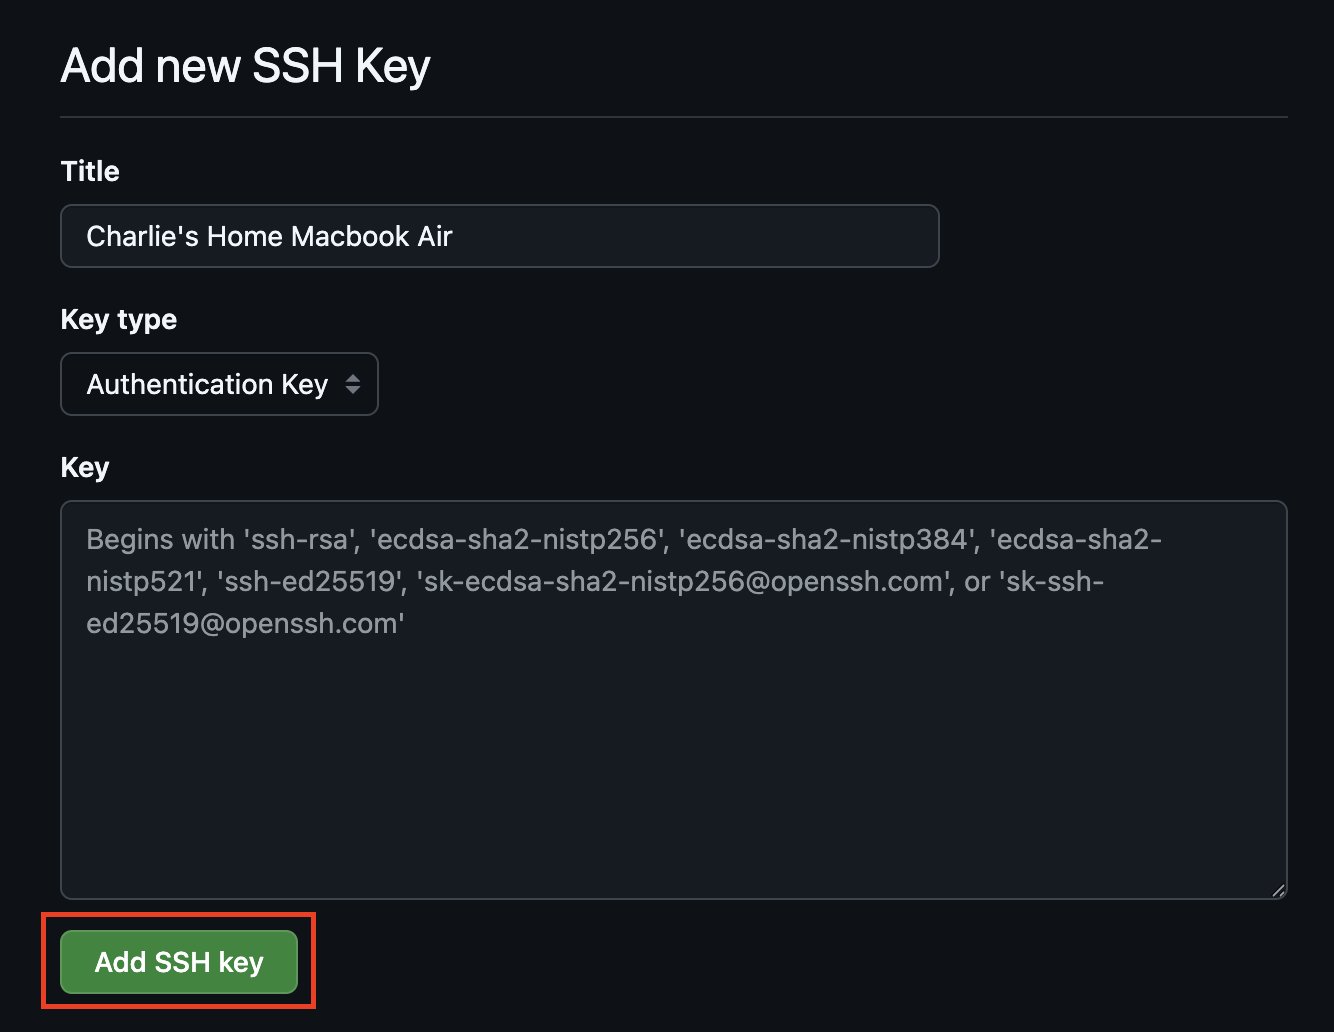 Add new SSH Key
Title
Charlie's Home Macbook Air
Key type
Authentication Key
Key
Begins with 'ssh-rsa', 'ecdsa-sha2-nistp256', 'ecdsa-sha2-nistp384', 'ecdsa-sha2-
nistp521', 'ssh-ed25519', 'sk-ecdsa-sha2-nistp256@openssh.com', or 'sk-ssh-
ed25519@openssh.com'
Add SSH key